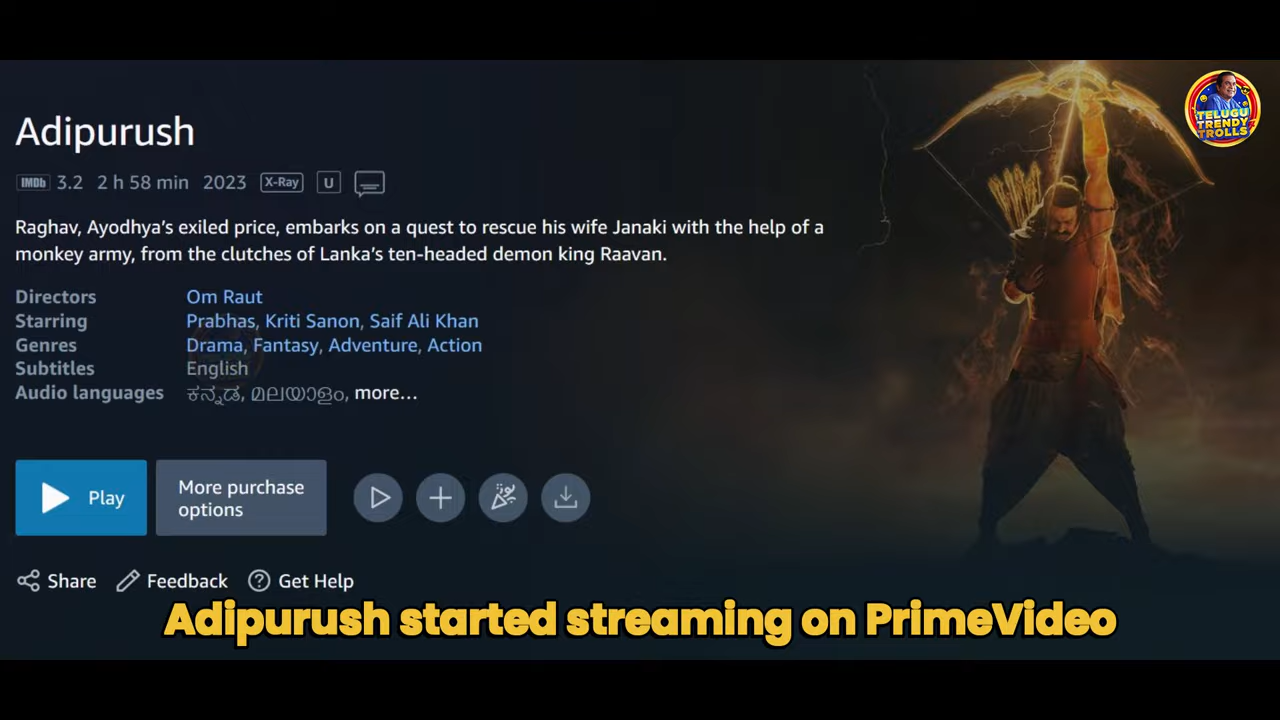 TELUGU
TRENDY
TROLLS
Adipurush
IMDb 3.2 2 h 58 min 2023 X-Ray U
Raghav, Ayodhya’s exiled price, embarks on a quest to rescue his wife Janaki with the help of a
monkey army, from the clutches of Lanka’s ten-headed demon king Raavan.
Directors Om Raut
Starring Prabhas, Kriti Sanon, Saif Ali Khan
Genres Drama, Fantasy, Adventure, Action
Subtitles English
Audio languages ಕನ್ನಡ, മലയാളം, more...
Play
More purchase
options
Share Feedback Get Help
Adipurush started streaming on PrimeVideo